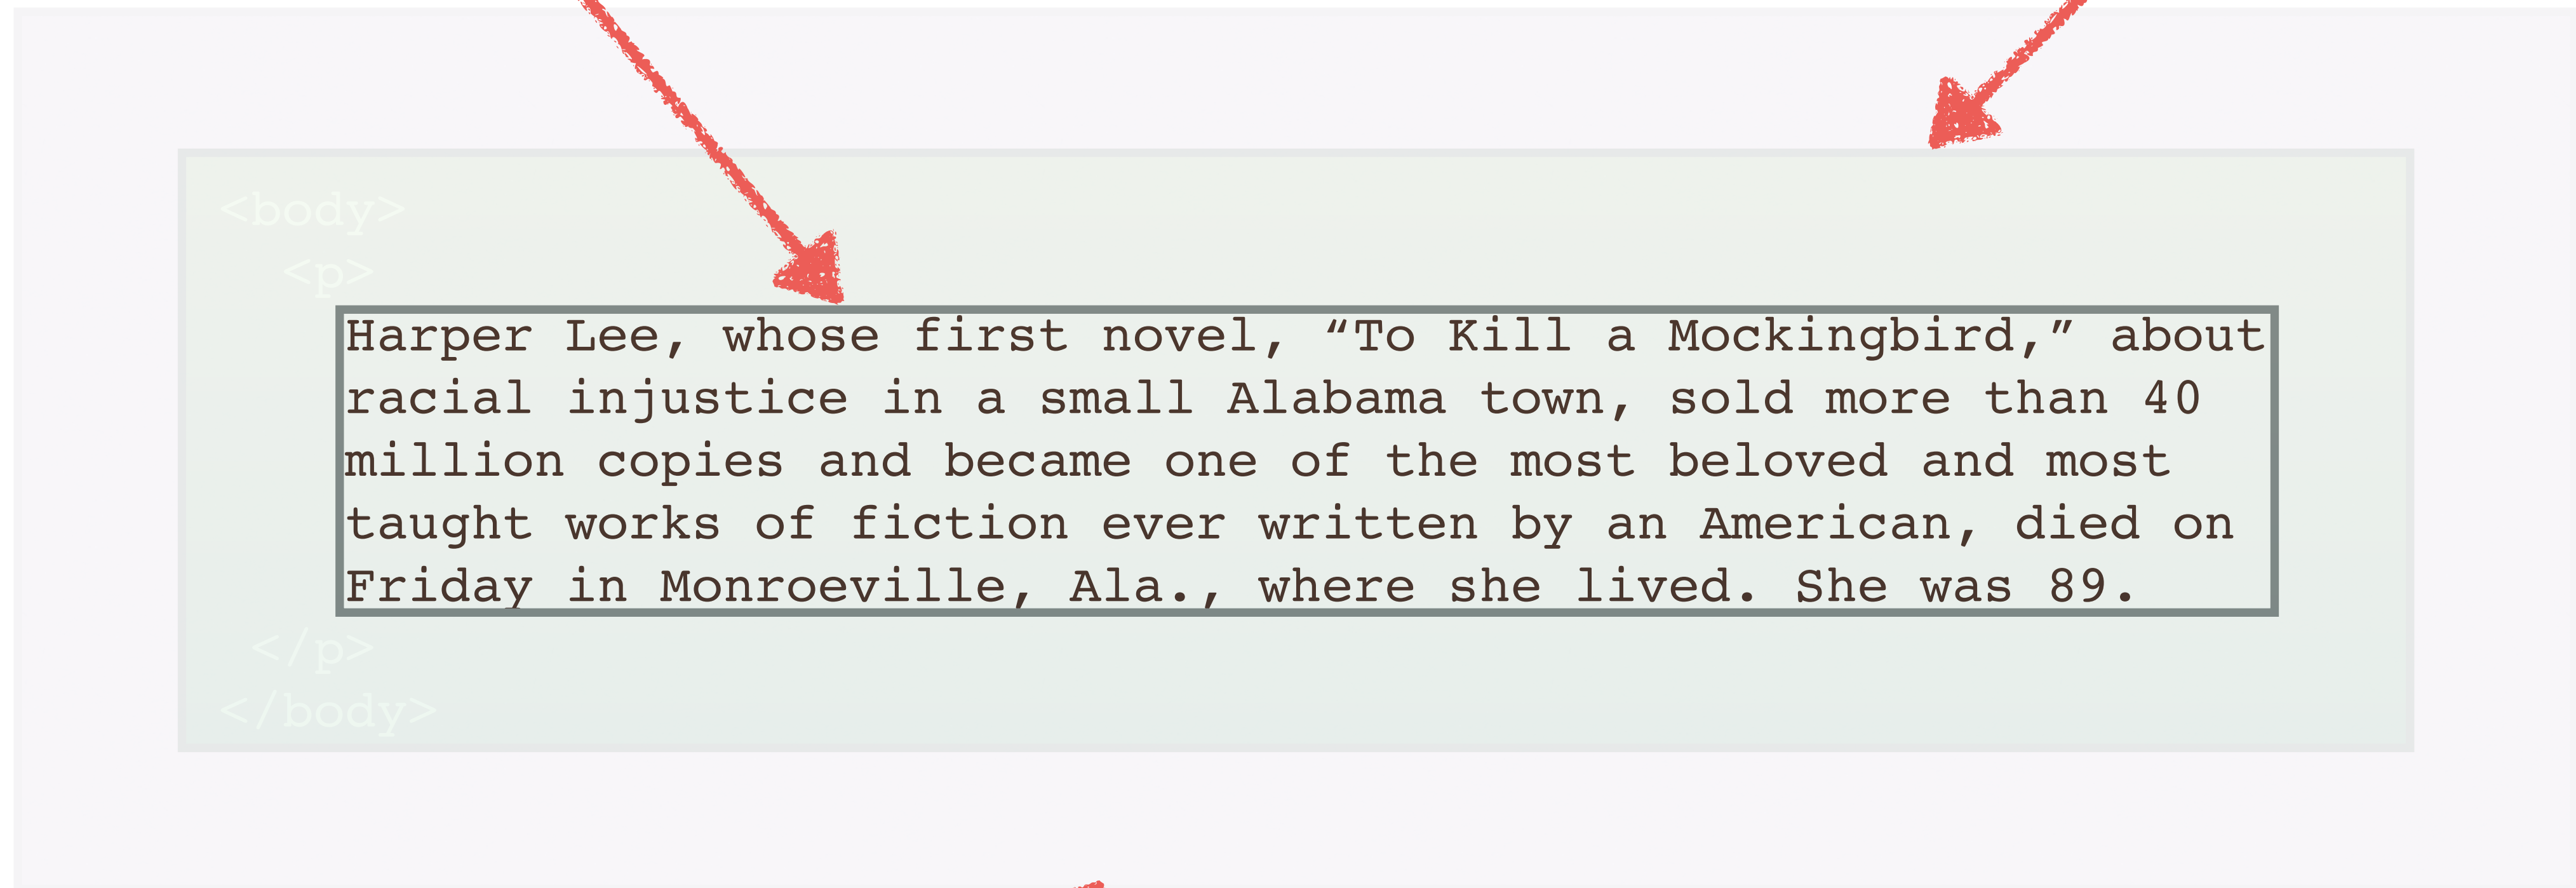 <body>
<p>
Harper Lee, whose first novel, “To Kill a Mockingbird,” about
racial injustice in a small Alabama town, sold more than 40
million copies and became one of the most beloved and most
taught works of fiction ever written by an American, died on
Friday in Monroeville, Ala., where she lived. She was 89.
</p>
</body>